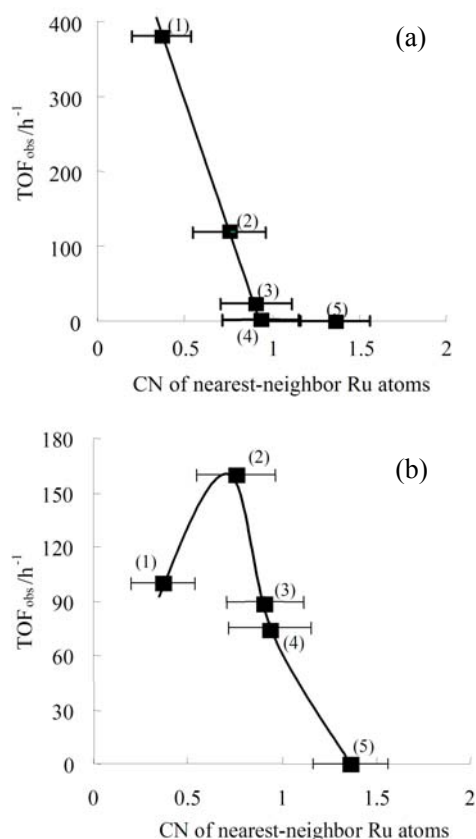 (a)
400
300
200
100
0
TOFobs/h-1
(1)
(2)
(3)
(4)
(5)
0 0.5 1 1.5 2
CN of nearest-neighbor Ru atoms
(b)
180
150
120
90
60
30
0
TOFobs/h-1
(1)
(2)
(3)
(4)
(5)
0 0.5 1 1.5 2
CN of nearest-neighbor Ru atoms